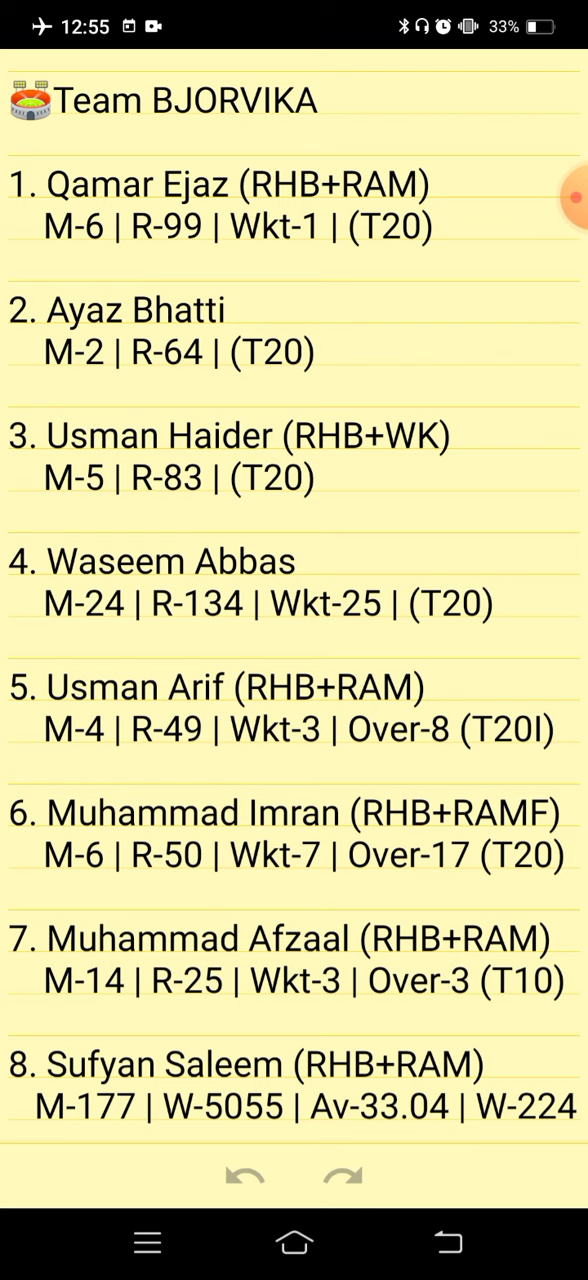 12:55
33%
Team BJORVIKA
1. Qamar Ejaz (RHB+RAM)
M-6 | R-99 | Wkt-1 | (T20)
2. Ayaz Bhatti
M-2 | R-64 | (T20)
3. Usman Haider (RHB+WK)
M-5 | R-83 | (T20)
4. Waseem Abbas
M-24 | R-134 | Wkt-25 | (T20)
5. Usman Arif (RHB+RAM)
M-4 | R-49 | Wkt-3 | Over-8 (T20I)
6. Muhammad Imran (RHB+RAMF)
M-6 | R-50 | Wkt-7 | Over-17 (T20)
7. Muhammad Afzaal (RHB+RAM)
M-14 | R-25 | Wkt-3 | Over-3 (T10)
8. Sufyan Saleem (RHB+RAM)
M-177 | W-5055 | Av-33.04 | W-224